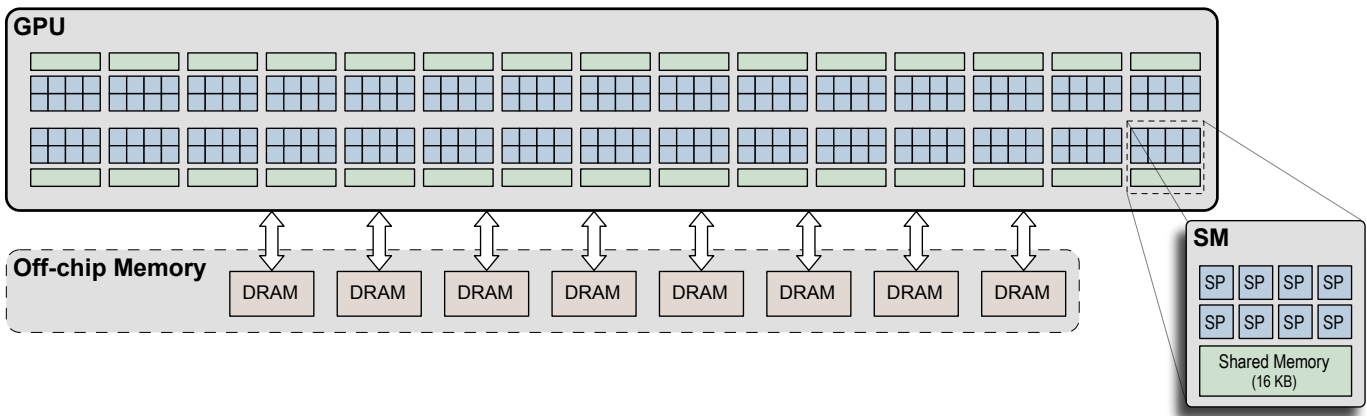 GPU
Off-chip Memory
DRAM DRAM DRAM DRAM DRAM DRAM DRAM DRAM
SM
SP SP SP SP
SP SP SP SP
Shared Memory
(16 KB)